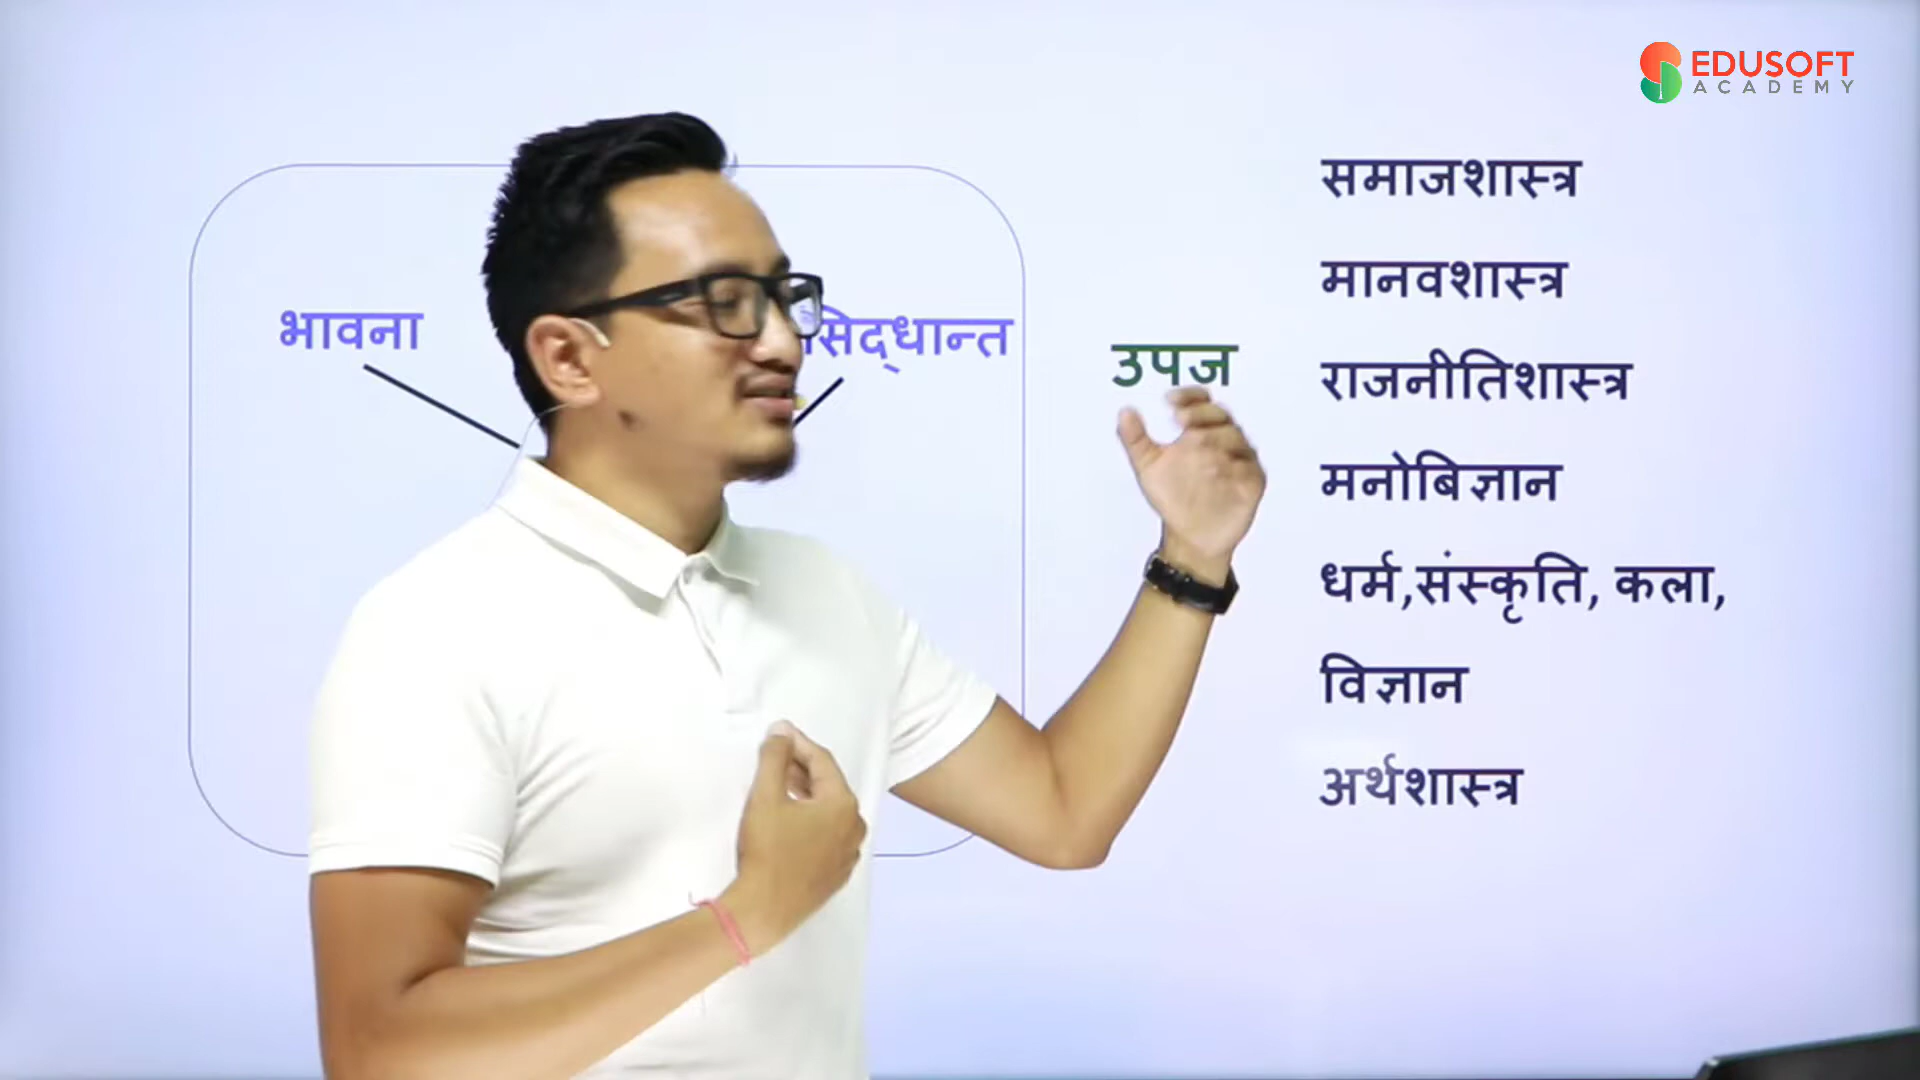 EDUSOFT
ACADEMY
भावना
सिद्धान्त
उपज
समाजशास्त्र
मानवशास्त्र
राजनीतिशास्त्र
मनोबिज्ञान
धर्म,संस्कृति, कला,
विज्ञान
अर्थशास्त्र